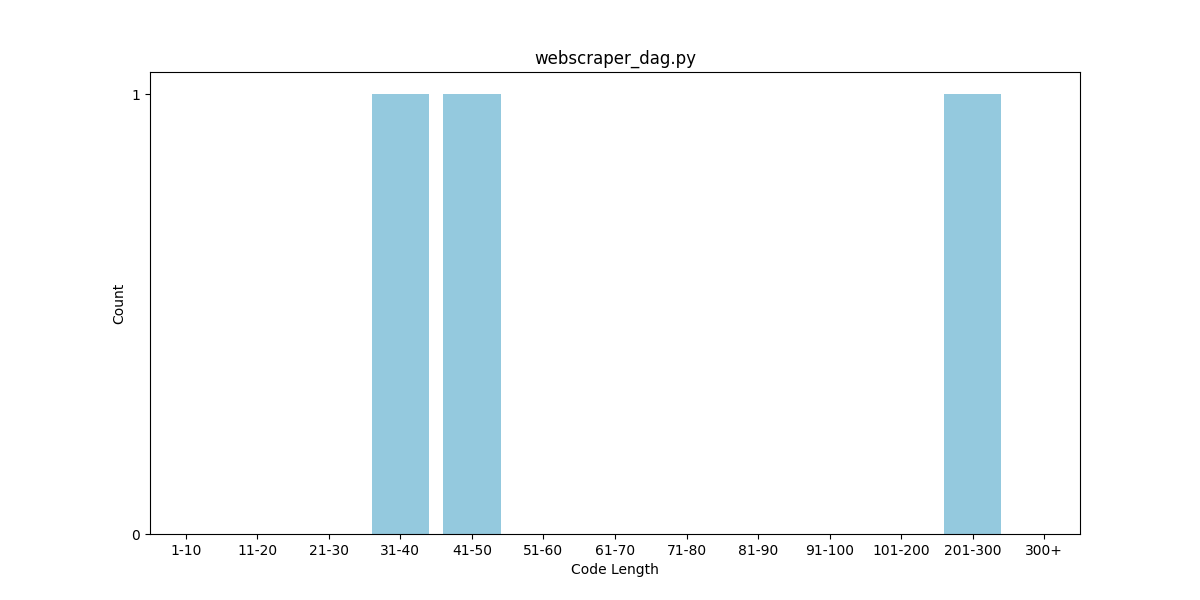 webscraper_dag.py
1
0
Count
1-10 11-20 21-30 31-40 41-50 51-60 61-70 71-80 81-90 91-100 101-200 201-300 300+
Code Length